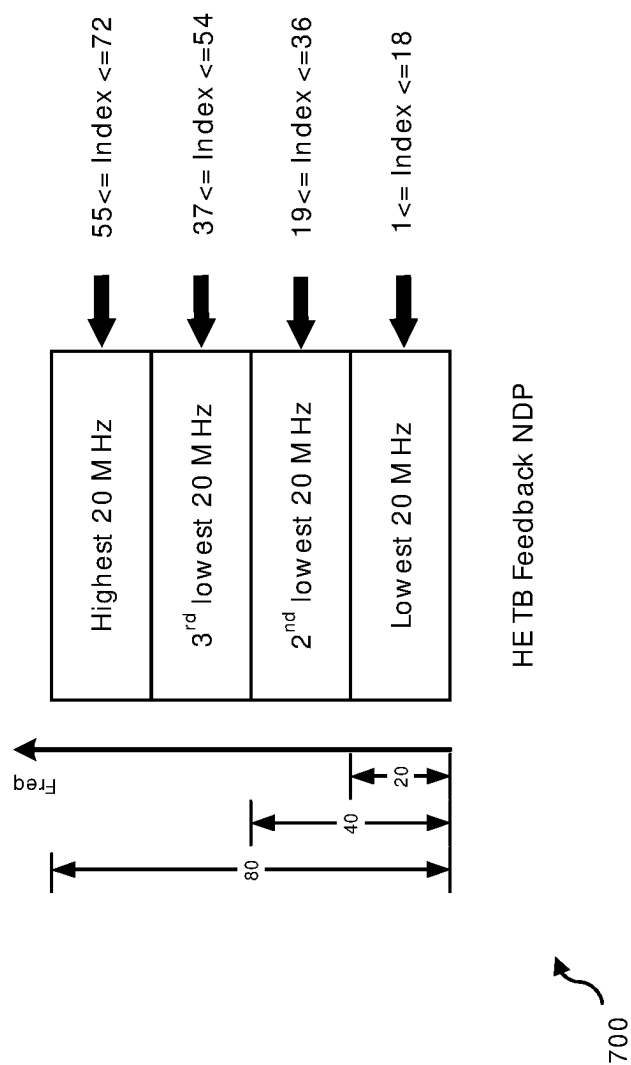 Highest 20 MHz
55<= Index <=72
3rd lowest 20 MHz
37<= Index <=54
2nd lowest 20 MHz
19<= Index <=36
Lowest 20 MHz
1<= Index <=18
HE TB Feedback NDP
Freq
80
40
20
700